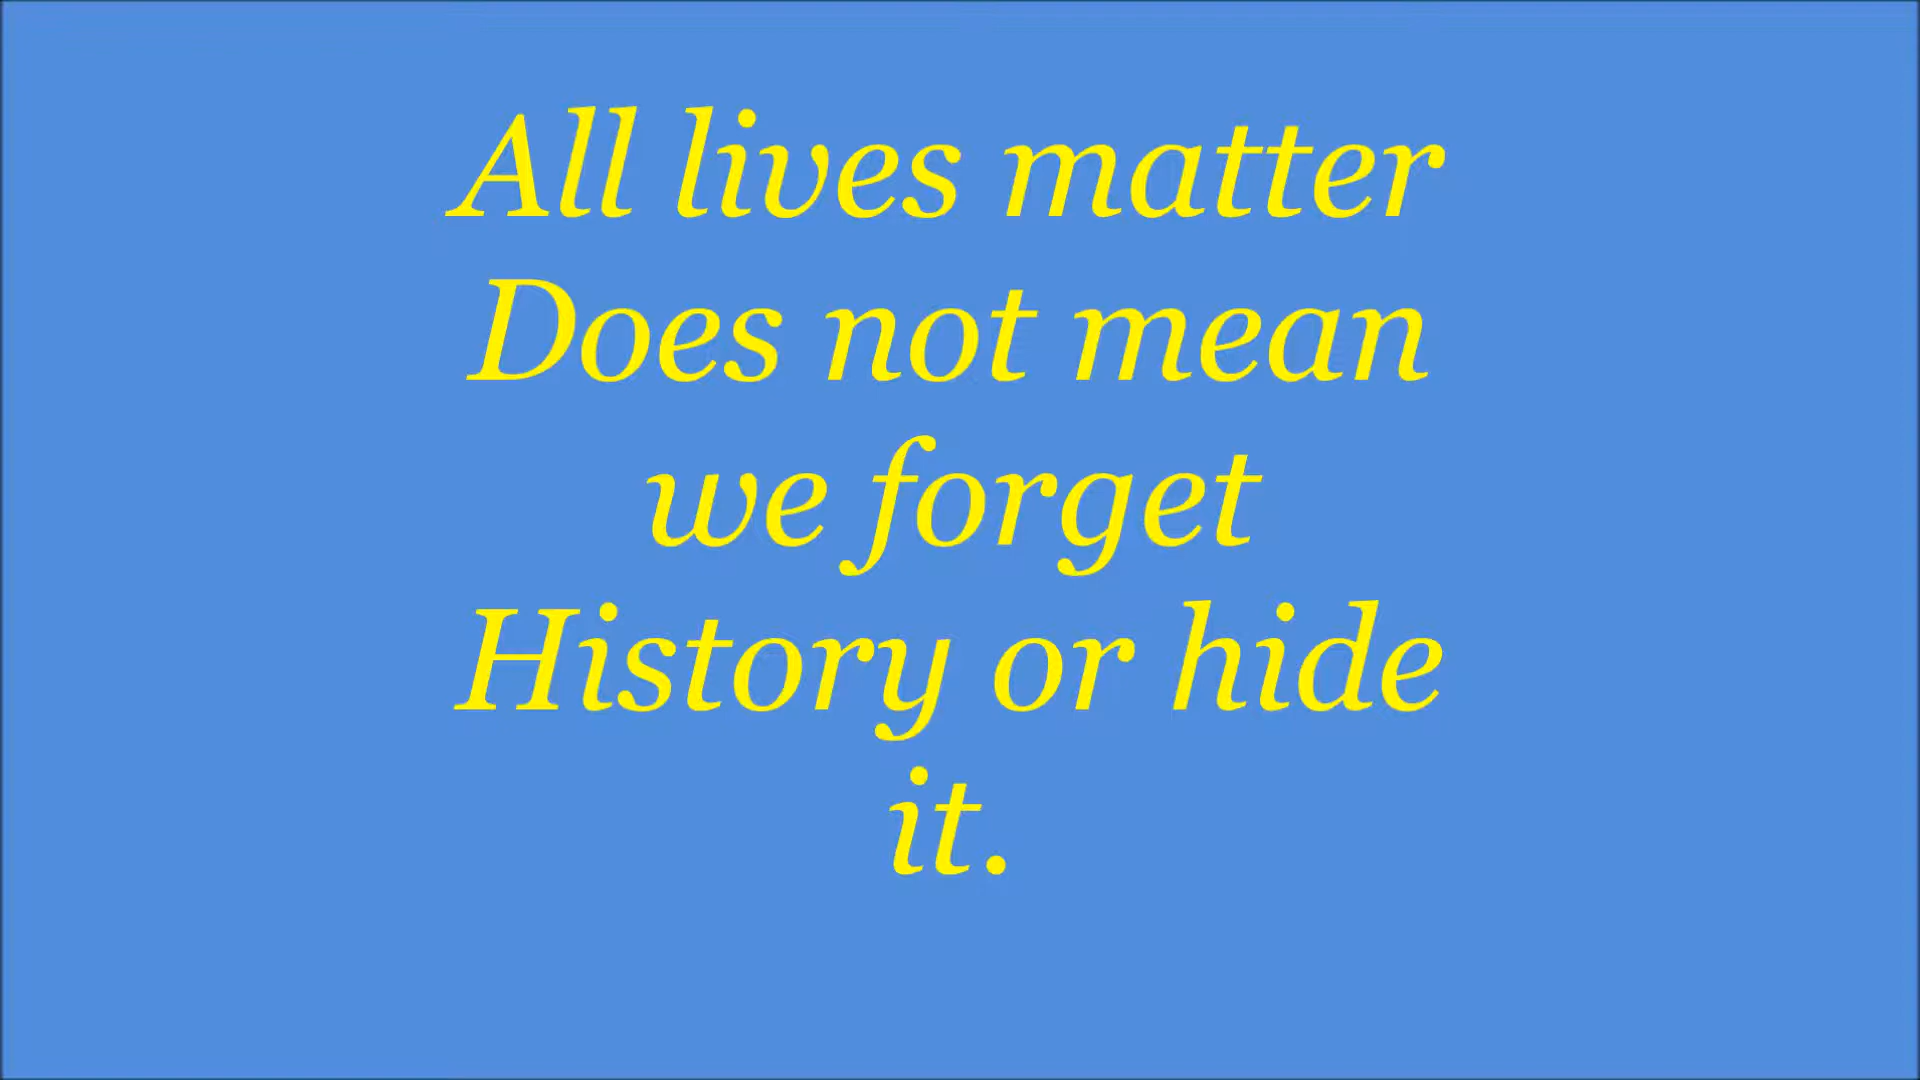 All lives matter
Does not mean
we forget
History or hide
it.